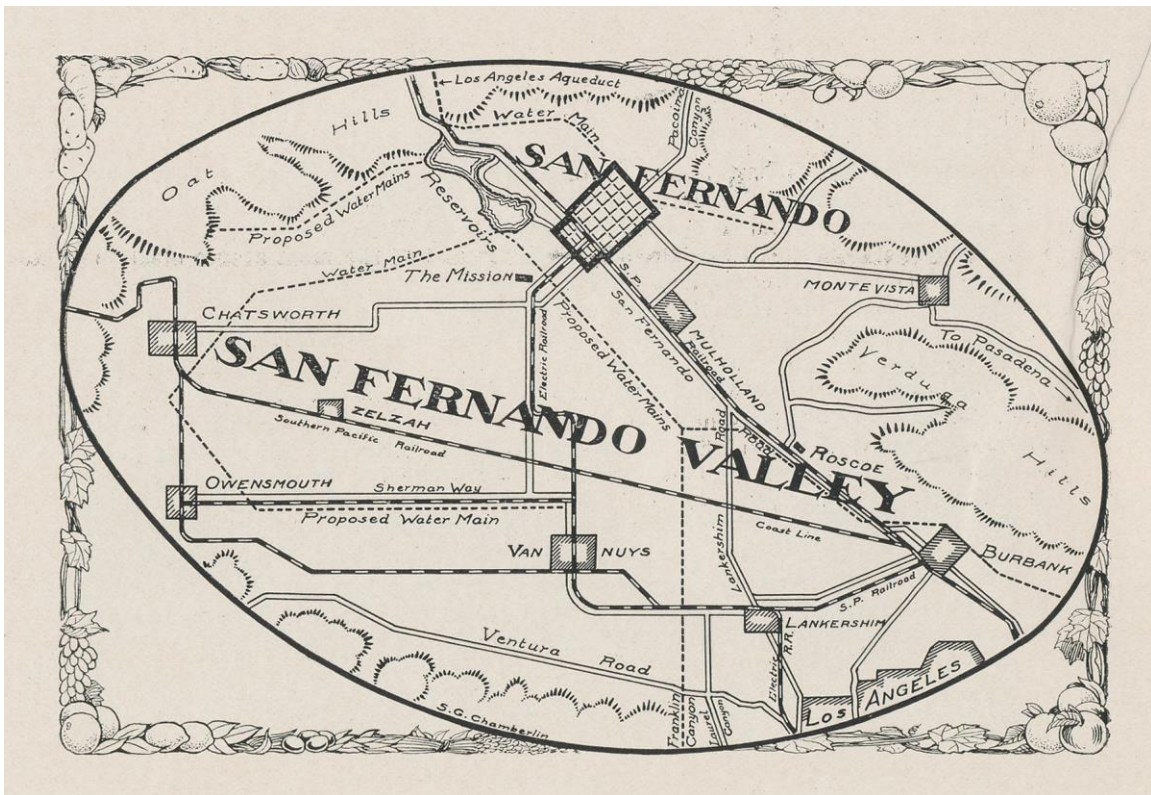 Los Angeles Aqueduct
Water Main
Pacoima
Canyon
Hills
Oat
SAN FERNANDO
Reservoirs
Proposed Water Mains
Water Main
The Mission
S.P.
MONTE VISTA
CHATSWORTH
Electric Railroad
Proposed Water Mains
San Fernando
Railroad
MULHOLLAND
To Pasadena
Verdugo
Hills
SAN FERNANDO VALLEY
ZELZAH
Southern Pacific Railroad
Road
Road
ROSCOE
OWENSMOUTH
Sherman Way
Proposed Water Main
Coast Line
VAN NUYS
Lankershim
BURBANK
S.P. Railroad
LANKERSHIM
Ventura Road
Electric R.R.
LOS ANGELES
Franklin
Canyon
Laurel
Canyon
S.G. Chamberlin